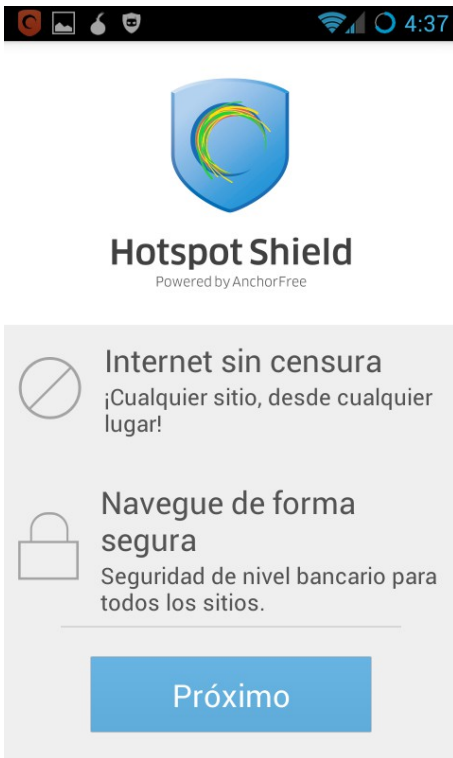 4:37
Hotspot Shield
Powered by AnchorFree
Internet sin censura
¡Cualquier sitio, desde cualquier
lugar!
Navegue de forma
segura
Seguridad de nivel bancario para
todos los sitios.
Próximo